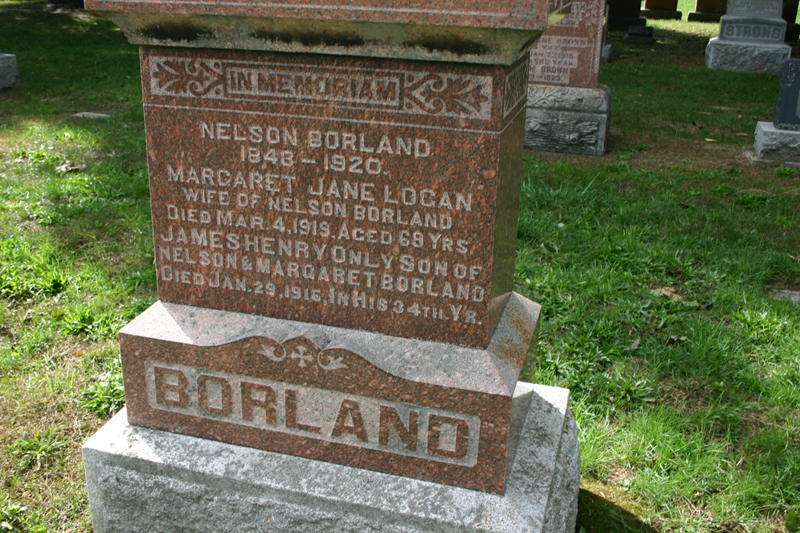 IN MEMORIAM
NELSON BORLAND
1848 - 1920.
MARGARET JANE LOGAN
WIFE OF NELSON BORLAND
DIED MAR. 4, 1919, AGED 69 YRS
JAMES HENRY ONLY SON OF
NELSON & MARGARET BORLAND
DIED JAN. 29, 1916, IN HIS 34TH. YR.
BORLAND
STRONG